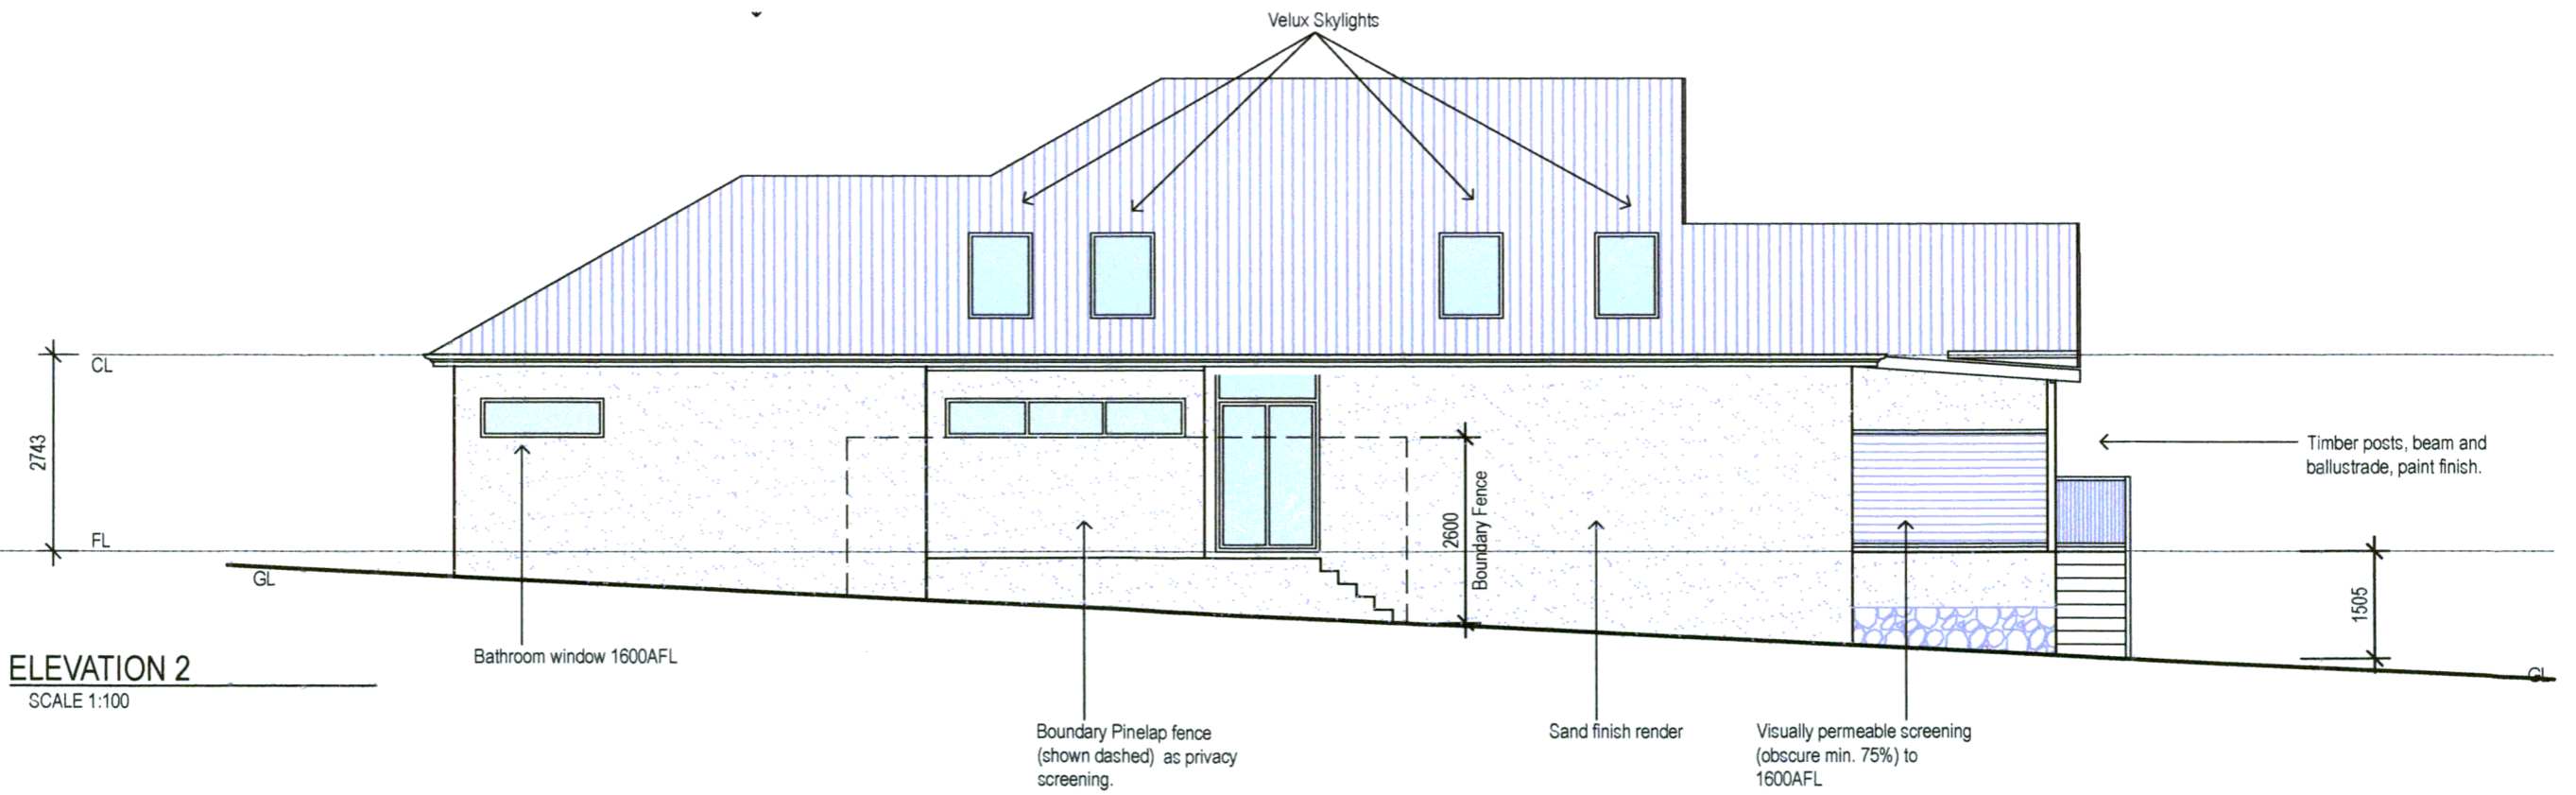 Velux Skylights
CL
2743
FL
GL
Timber posts, beam and
ballustrade, paint finish.
2600
Boundary Fence
1505
GL
Bathroom window 1600AFL
ELEVATION 2
SCALE 1:100
Boundary Pinelap fence
(shown dashed) as privacy
screening.
Sand finish render
Visually permeable screening
(obscure min. 75%) to
1600AFL